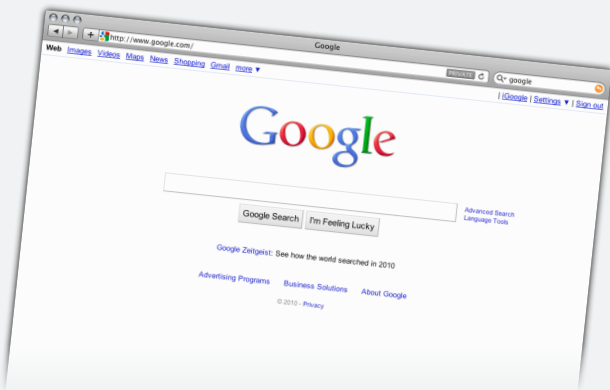 Google
http://www.google.com/ PRIVATE google
Web Images Videos Maps News Shopping Gmail more ▼ | iGoogle | Settings ▼ | Sign out
Google
Advanced Search
Language Tools
Google Search I'm Feeling Lucky
Google Zeitgeist: See how the world searched in 2010
Advertising Programs Business Solutions About Google
© 2010 - Privacy